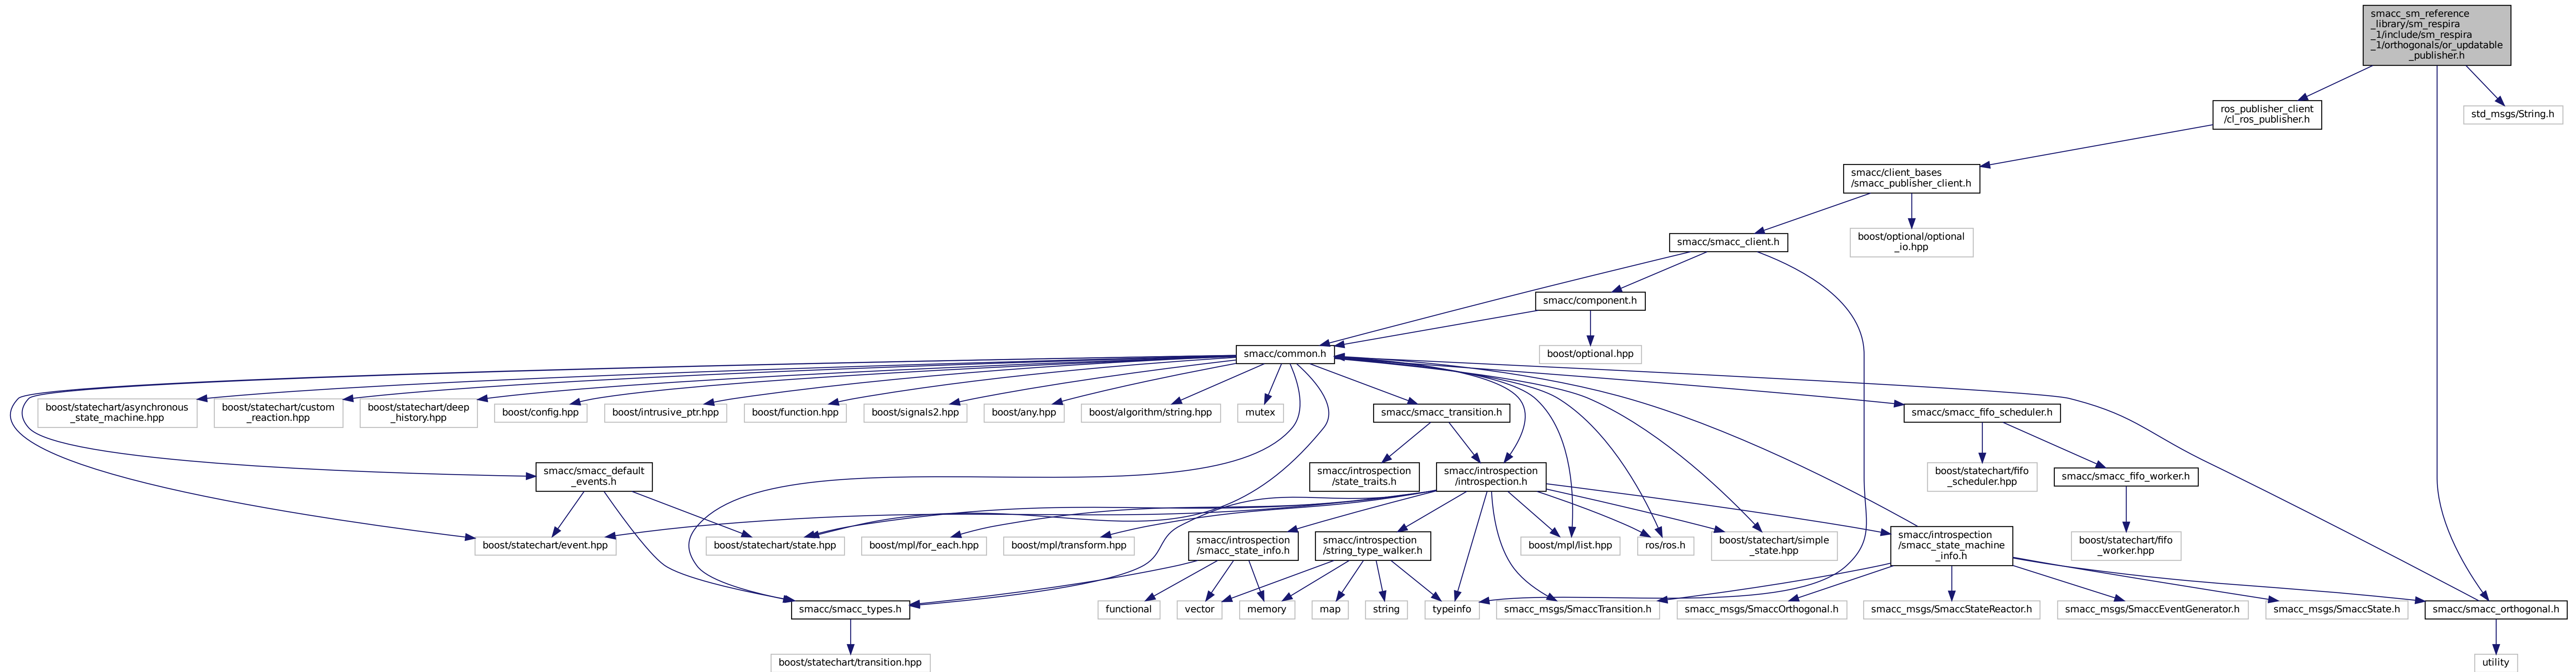 smacc_sm_reference
_library/sm_respira
_1/include/sm_respira
_1/orthogonals/or_updatable
_publisher.h
ros_publisher_client
/cl_ros_publisher.h
std_msgs/String.h
smacc/client_bases
/smacc_publisher_client.h
smacc/smacc_client.h
boost/optional/optional
_io.hpp
smacc/component.h
smacc/common.h
boost/optional.hpp
boost/statechart/asynchronous
_state_machine.hpp
boost/statechart/custom
_reaction.hpp
boost/statechart/deep
_history.hpp
boost/config.hpp
boost/intrusive_ptr.hpp
boost/function.hpp
boost/signals2.hpp
boost/any.hpp
boost/algorithm/string.hpp
mutex
smacc/smacc_transition.h
smacc/smacc_fifo_scheduler.h
smacc/smacc_default
_events.h
smacc/introspection
/state_traits.h
smacc/introspection
/introspection.h
boost/statechart/fifo
_scheduler.hpp
smacc/smacc_fifo_worker.h
boost/statechart/event.hpp
boost/statechart/state.hpp
boost/mpl/for_each.hpp
boost/mpl/transform.hpp
smacc/introspection
/smacc_state_info.h
smacc/introspection
/string_type_walker.h
boost/mpl/list.hpp
ros/ros.h
boost/statechart/simple
_state.hpp
smacc/introspection
/smacc_state_machine
_info.h
boost/statechart/fifo
_worker.hpp
smacc/smacc_types.h
functional
vector
memory
map
string
typeinfo
smacc_msgs/SmaccTransition.h
smacc_msgs/SmaccOrthogonal.h
smacc_msgs/SmaccStateReactor.h
smacc_msgs/SmaccEventGenerator.h
smacc_msgs/SmaccState.h
smacc/smacc_orthogonal.h
boost/statechart/transition.hpp
utility